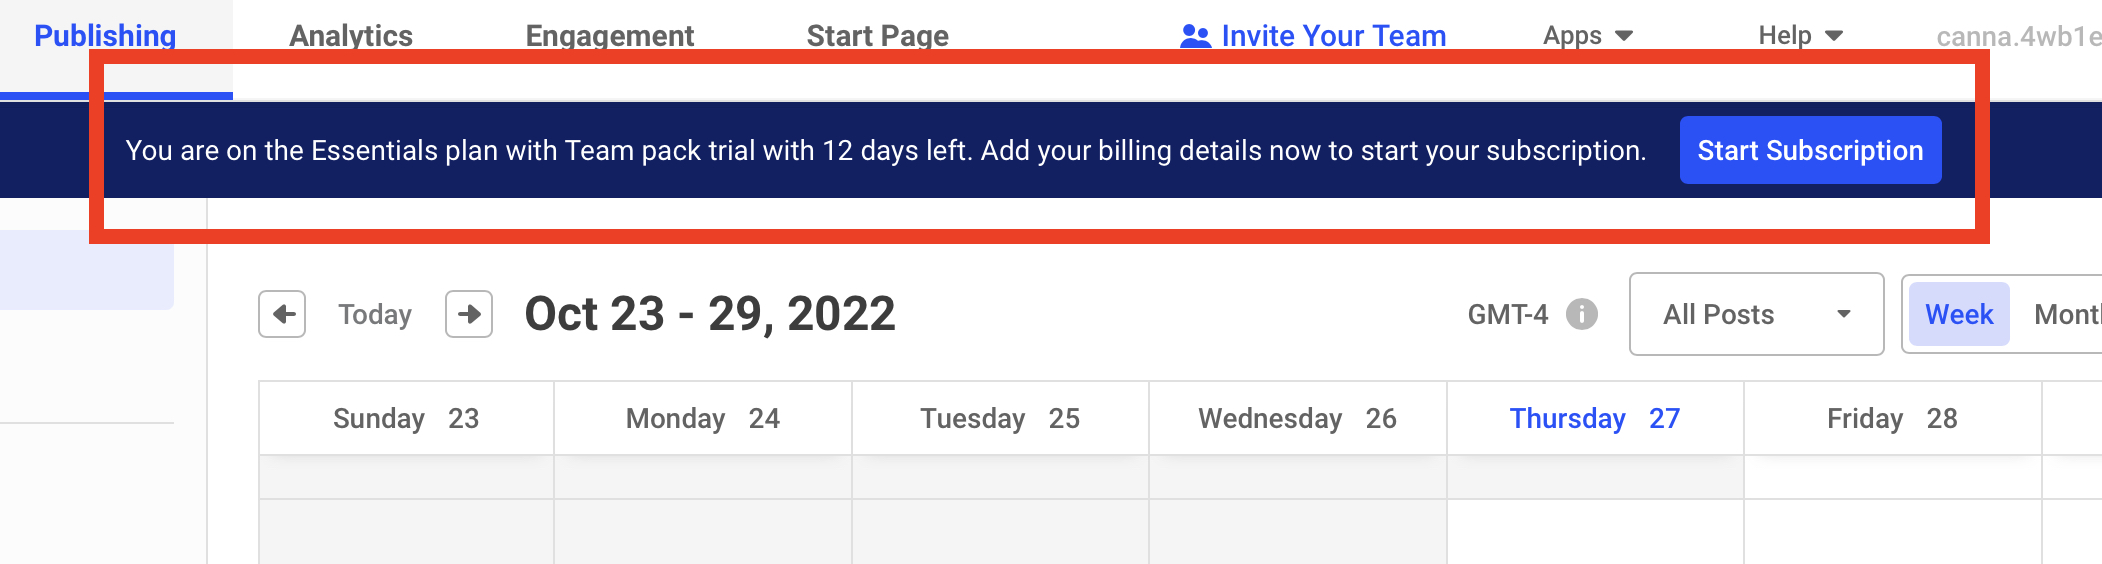 Publishing Analytics Engagement Start Page Invite Your Team Apps Help canna.4wb1e
You are on the Essentials plan with Team pack trial with 12 days left. Add your billing details now to start your subscription. Start Subscription
Today Oct 23 - 29, 2022 GMT-4 All Posts Week Mont
Sunday 23 Monday 24 Tuesday 25 Wednesday 26 Thursday 27 Friday 28